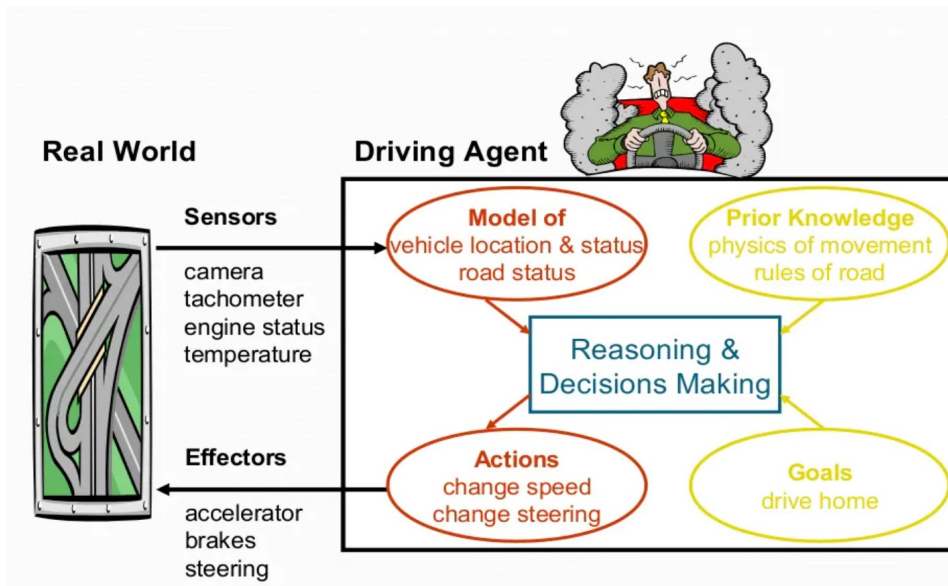 Real World
Driving Agent
Sensors
camera
tachometer
engine status
temperature
Model of
vehicle location & status
road status
Prior Knowledge
physics of movement
rules of road
Reasoning &
Decisions Making
Effectors
accelerator
brakes
steering
Actions
change speed
change steering
Goals
drive home